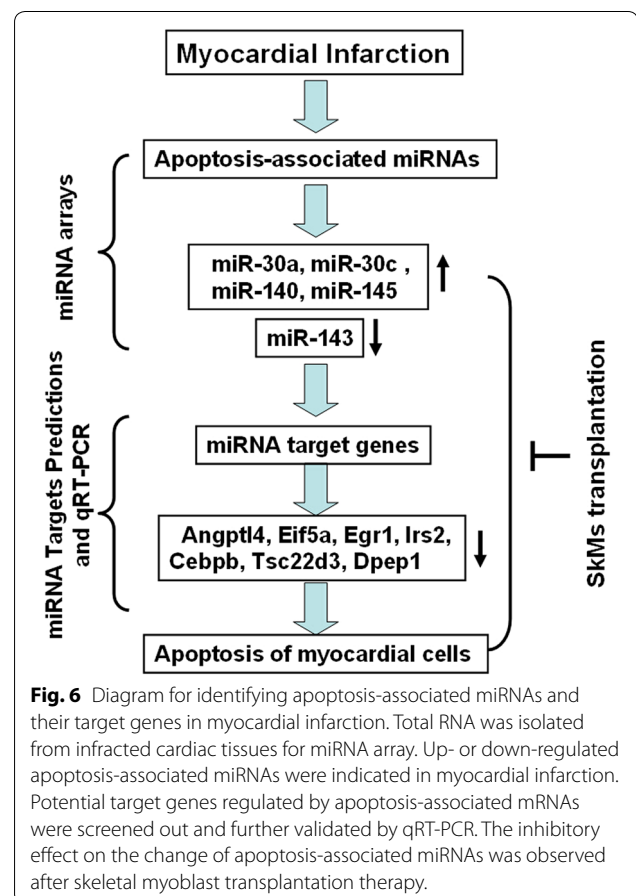 Myocardial Infarction
Apoptosis-associated miRNAs
miRNA arrays
miR-30a, miR-30c ,
miR-140, miR-145
miR-143
miRNA Targets Predictions
and qRT-PCR
miRNA target genes
Angptl4, Eif5a, Egr1, Irs2,
Cebpb, Tsc22d3, Dpep1
Apoptosis of myocardial cells
SkMs transplantation
Fig. 6 Diagram for identifying apoptosis-associated miRNAs and
their target genes in myocardial infarction. Total RNA was isolated
from infracted cardiac tissues for miRNA array. Up- or down-regulated
apoptosis-associated miRNAs were indicated in myocardial infarction.
Potential target genes regulated by apoptosis-associated mRNAs
were screened out and further validated by qRT-PCR. The inhibitory
effect on the change of apoptosis-associated miRNAs was observed
after skeletal myoblast transplantation therapy.